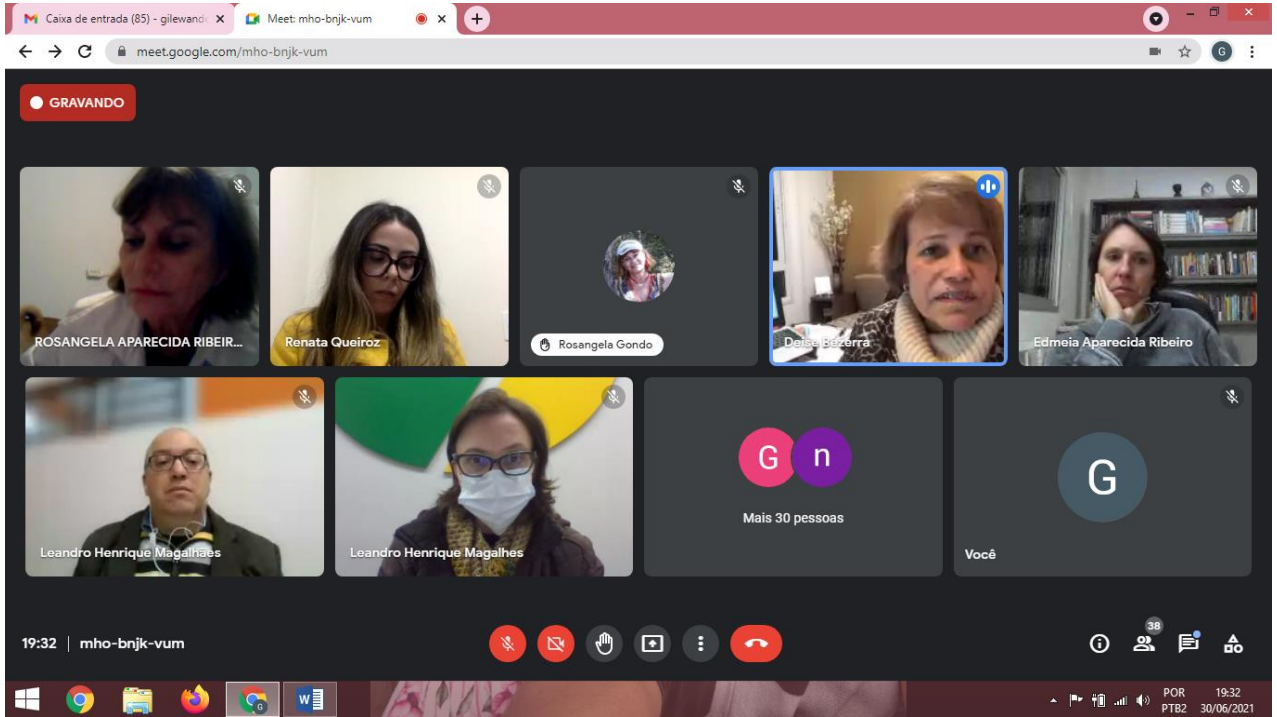 Caixa de entrada (85) - gilewand
Meet: mho-bnjk-vum
meet.google.com/mho-bnjk-vum
G
GRAVANDO
ROSANGELA APARECIDA RIBEIR...
Renata Queiroz
Rosangela Gondo
Deise Bezerra
Edmeia Aparecida Ribeiro
Leandro Henrique Magalhães
Leandro Henrique Magalhes
G n
Mais 30 pessoas
G
Você
19:32 | mho-bnjk-vum
38
POR 19:32
PTB2 30/06/2021